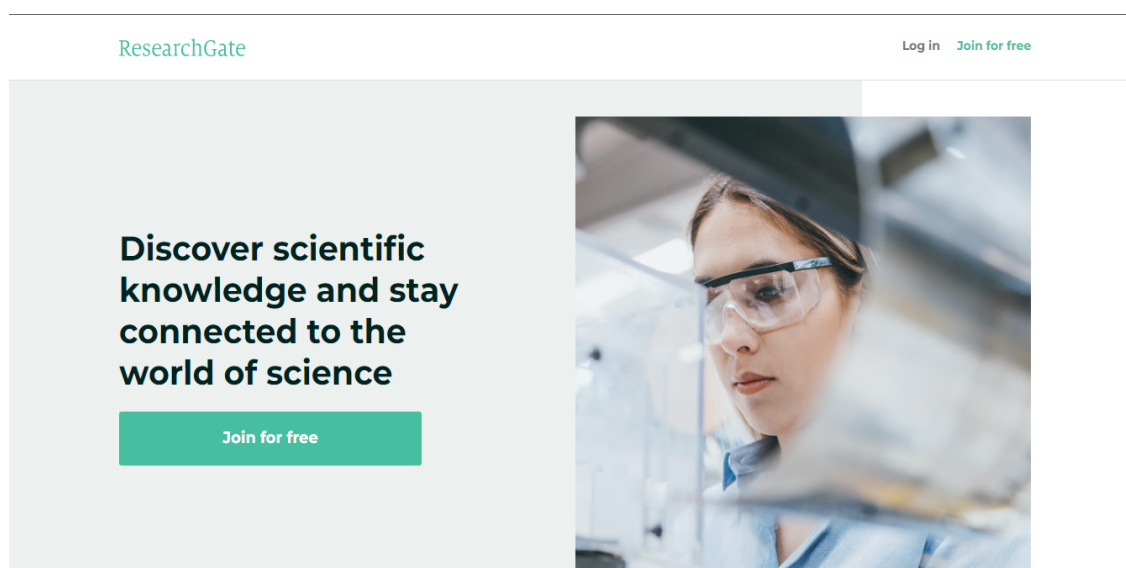 ResearchGate
Log in Join for free
Discover scientific
knowledge and stay
connected to the
world of science
Join for free